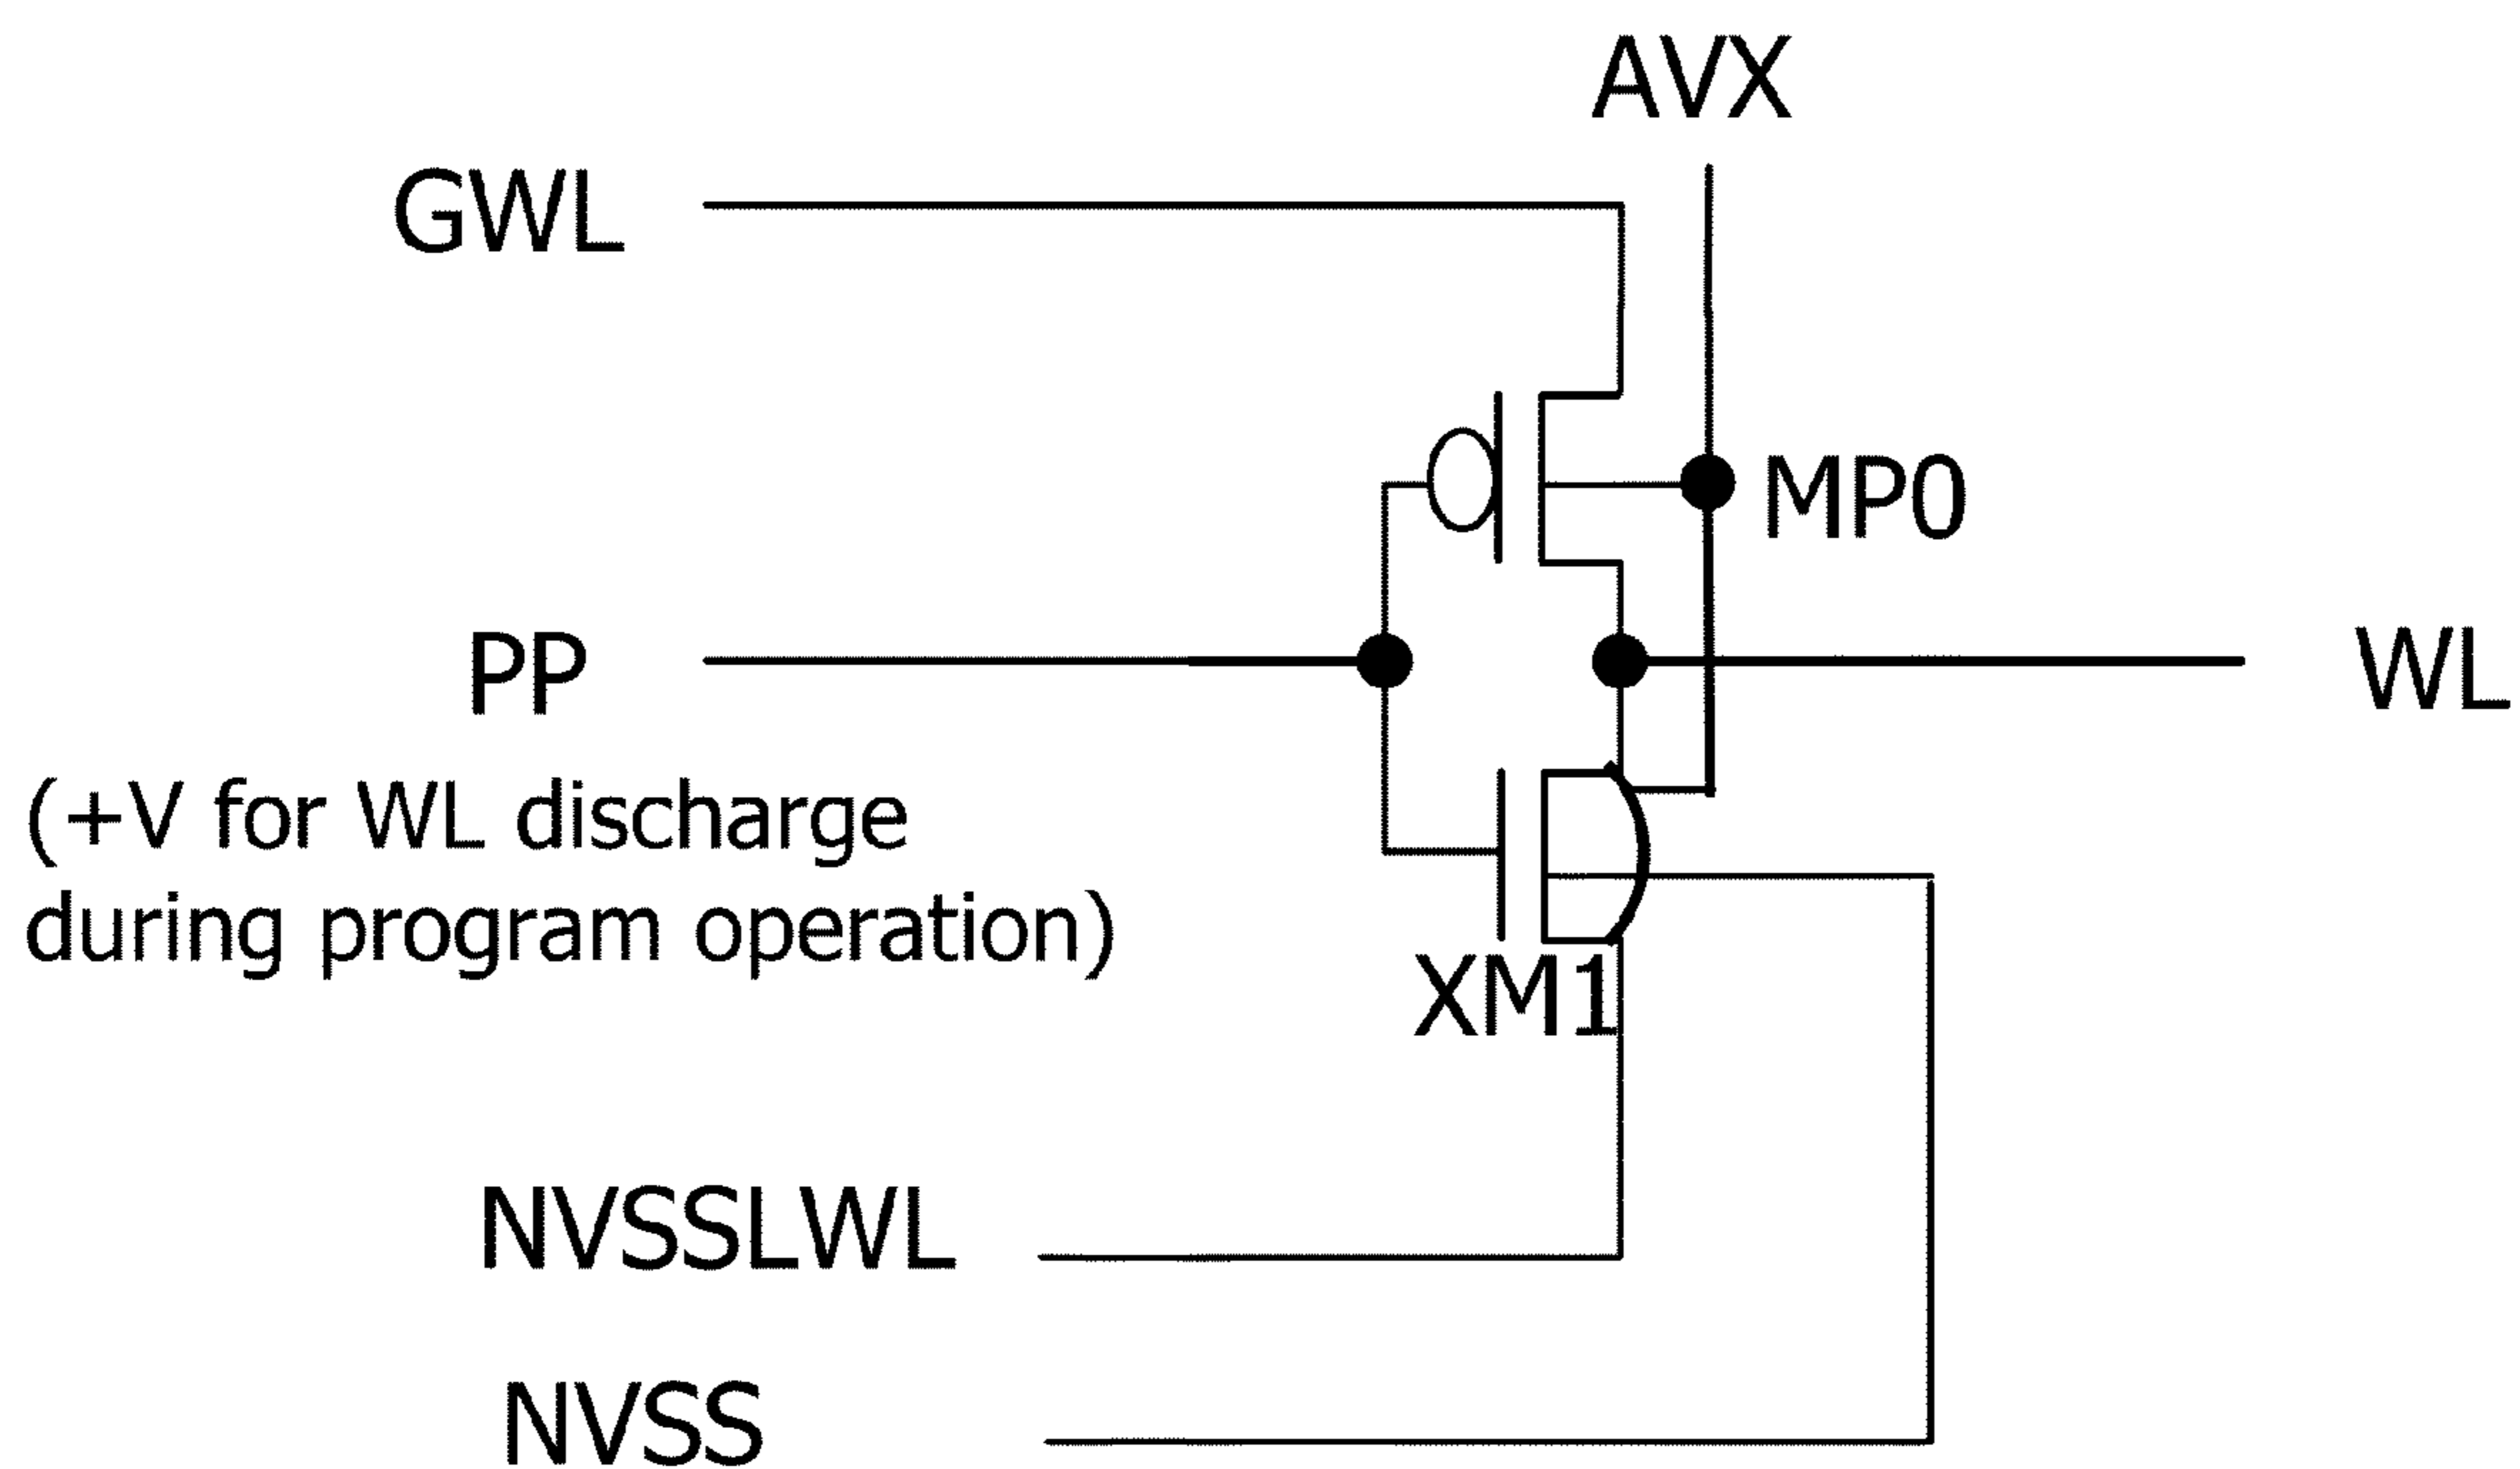 AVX
GWL
MP0
PP
WL
(+V for WL discharge
during program operation)
XM1
NVSSLWL
NVSS